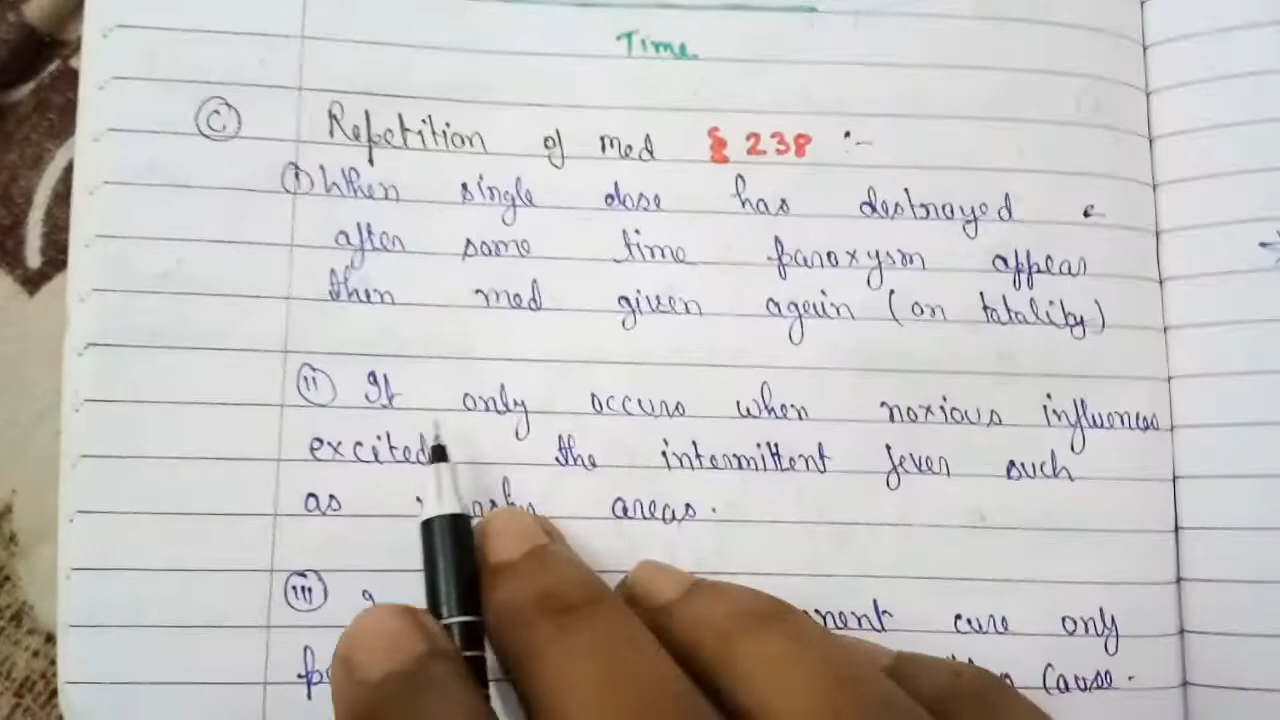 Time
Ⓒ Repetition of med § 238 :-
ⓘ When single dose has destroyed c
after some time paroxysm appear
then med given again (on totality)
ⓘⓘ It only occurs when noxious influences
excited the intermittent fever such
as areas.
ⓘⓘⓘ cure only
Cause.